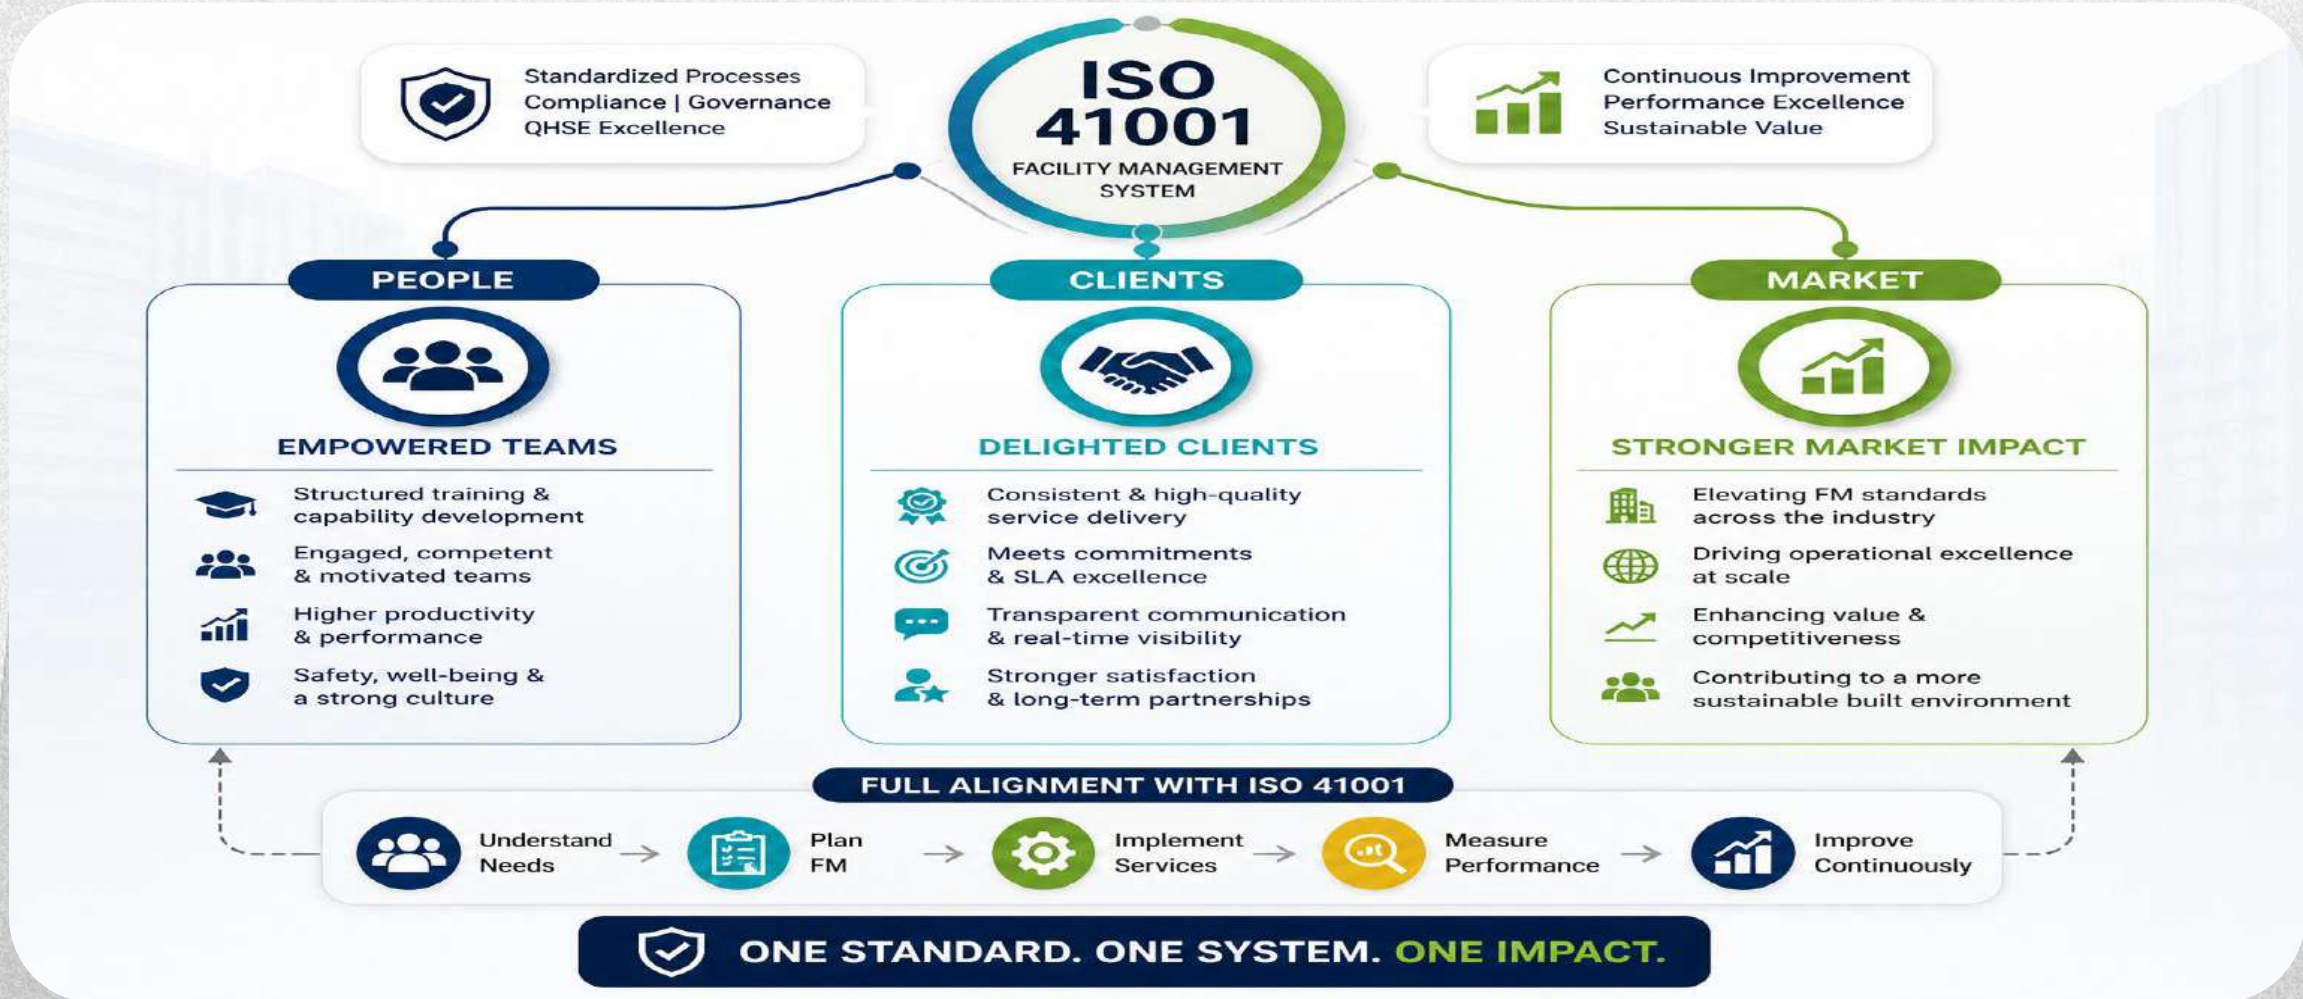 Standardized Processes
Compliance | Governance
QHSE Excellence
ISO
41001
FACILITY MANAGEMENT
SYSTEM
Continuous Improvement
Performance Excellence
Sustainable Value
PEOPLE
EMPOWERED TEAMS
Structured training &
capability development
Engaged, competent
& motivated teams
Higher productivity
& performance
Safety, well-being &
a strong culture
CLIENTS
DELIGHTED CLIENTS
Consistent & high-quality
service delivery
Meets commitments
& SLA excellence
Transparent communication
& real-time visibility
Stronger satisfaction
& long-term partnerships
MARKET
STRONGER MARKET IMPACT
Elevating FM standards
across the industry
Driving operational excellence
at scale
Enhancing value &
competitiveness
Contributing to a more
sustainable built environment
FULL ALIGNMENT WITH ISO 41001
Understand
Needs
Plan
FM
Implement
Services
Measure
Performance
Improve
Continuously
ONE STANDARD. ONE SYSTEM. ONE IMPACT.